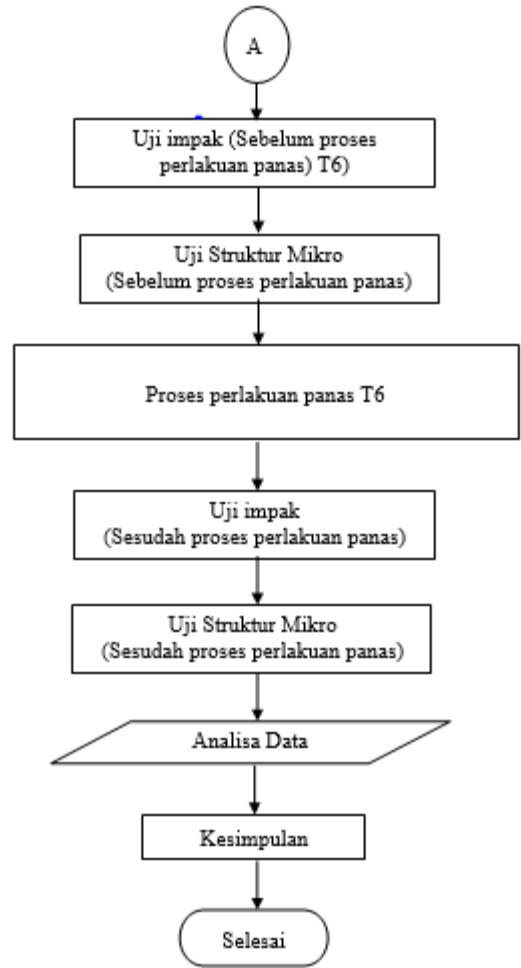 A
Uji impak (Sebelum proses
perlakuan panas) T6)
Uji Struktur Mikro
(Sebelum proses perlakuan panas)
Proses perlakuan panas T6
Uji impak
(Sesudah proses perlakuan panas)
Uji Struktur Mikro
(Sesudah proses perlakuan panas)
Analisa Data
Kesimpulan
Selesai